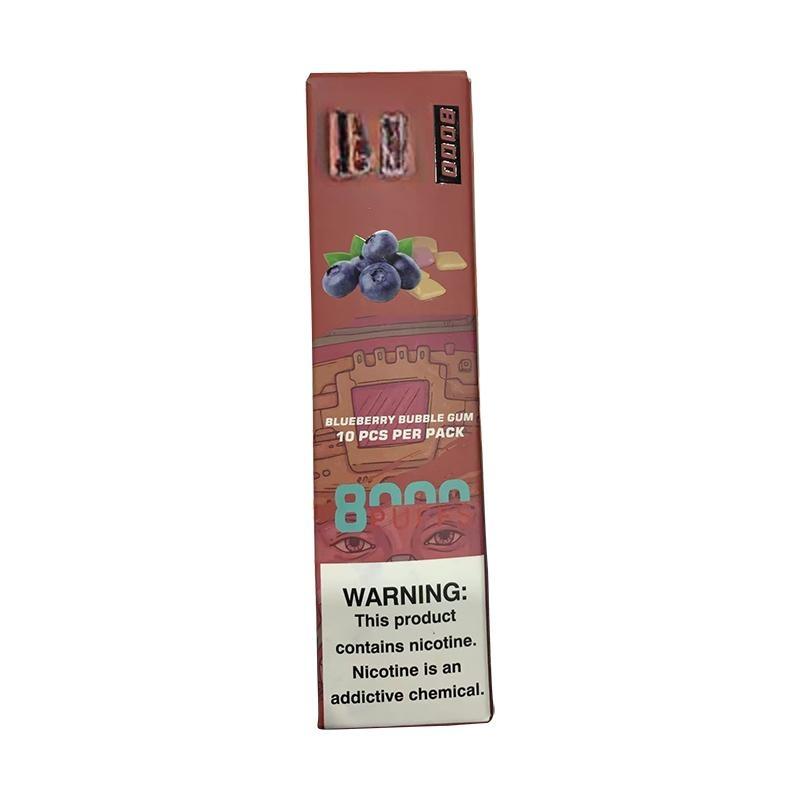 8000
BLUEBERRY BUBBLE GUM
10 PCS PER PACK
8000
PUFFS
WARNING:
This product
contains nicotine.
Nicotine is an
addictive chemical.